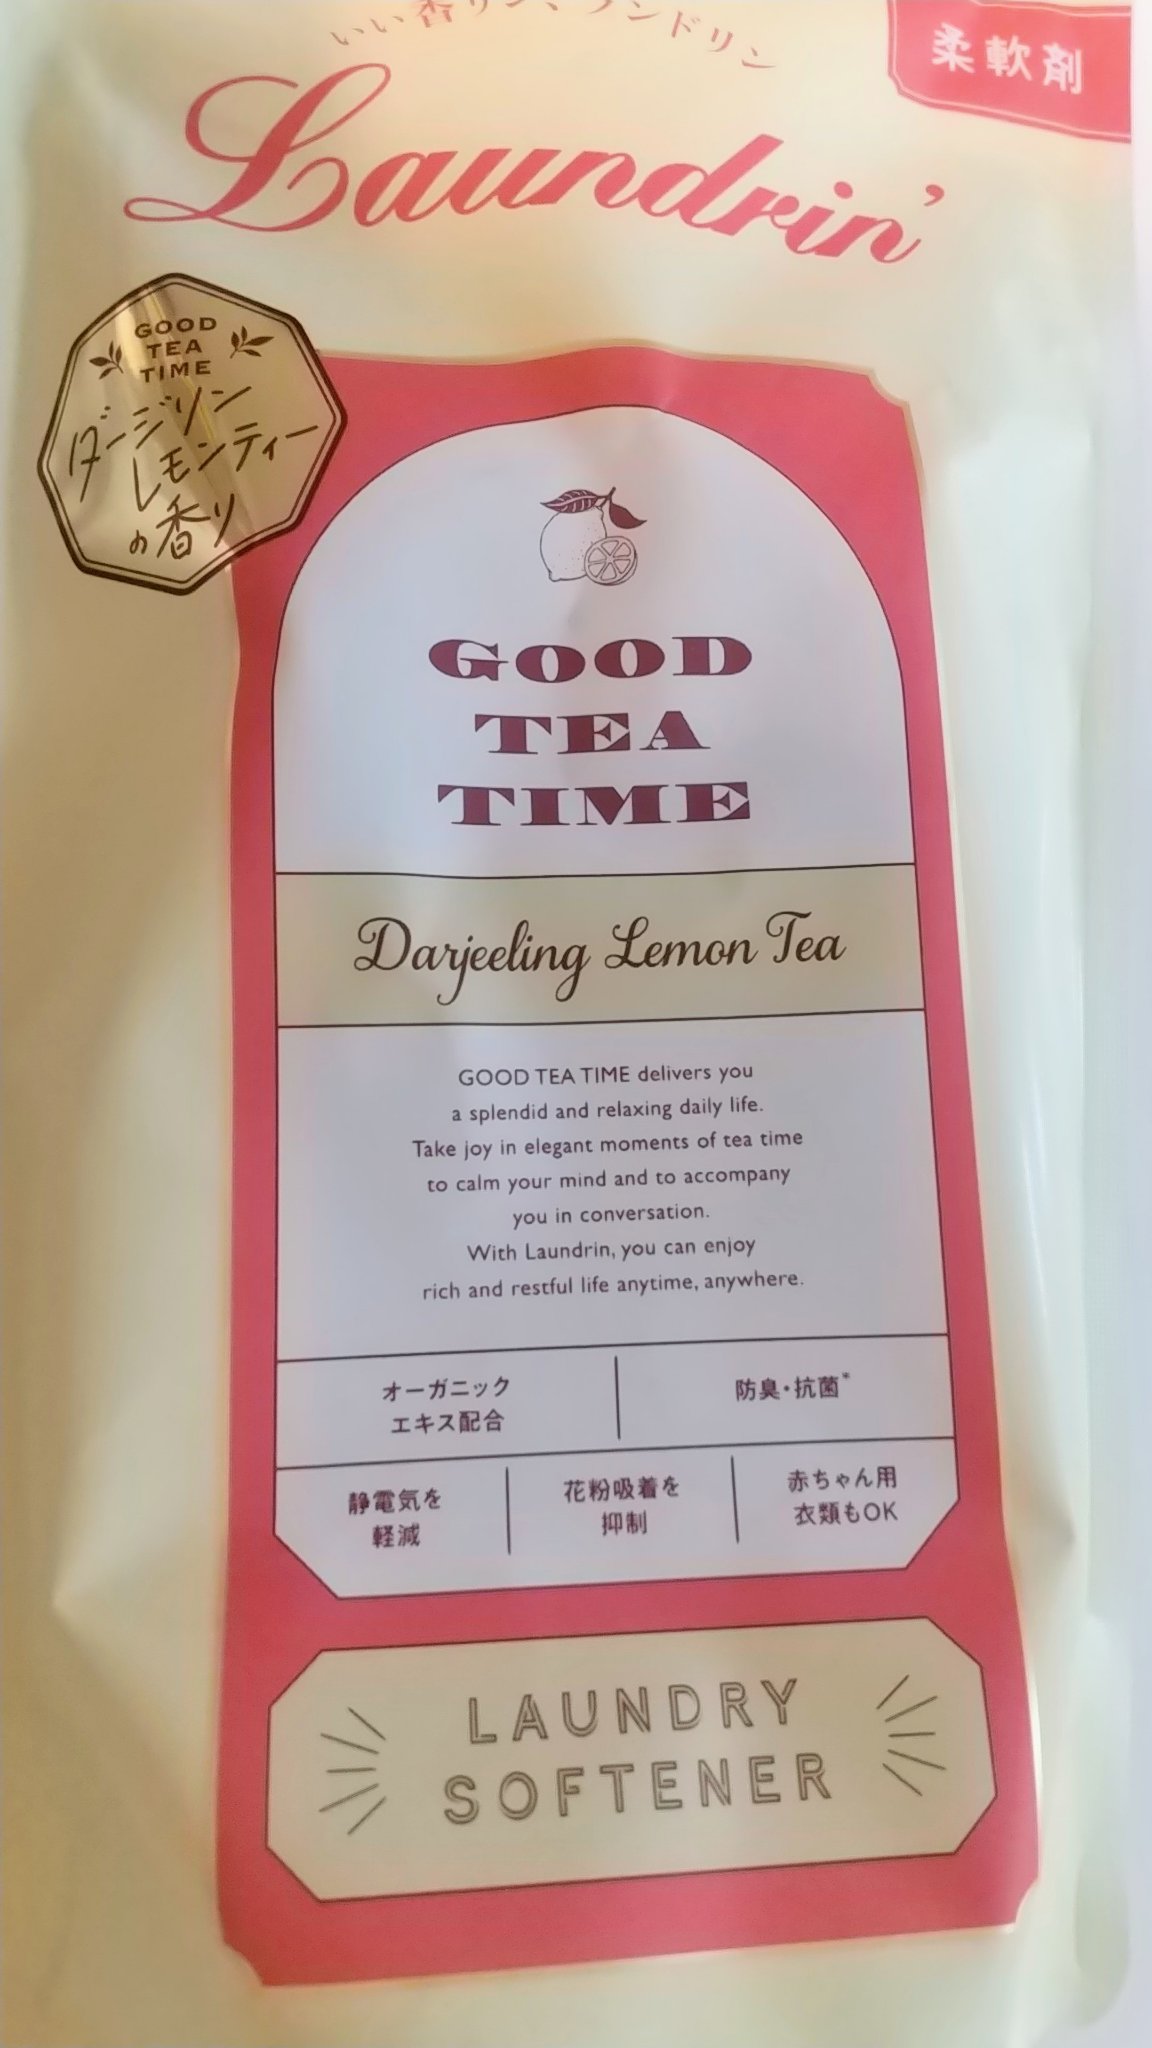 いい香リン、ランドリン
柔軟剤
Laundrin'
GOOD
TEA
TIME
ダージリン
レモンティー
の香り
GOOD
TEA
TIME
Darjeeling Lemon Tea
GOOD TEA TIME delivers you
a splendid and relaxing daily life.
Take joy in elegant moments of tea time
to calm your mind and to accompany
you in conversation.
With Laundrin, you can enjoy
rich and restful life anytime, anywhere.
オーガニック
エキス配合
防臭・抗菌*
静電気を
軽減
花粉吸着を
抑制
赤ちゃん用
衣類もOK
LAUNDRY
SOFTENER